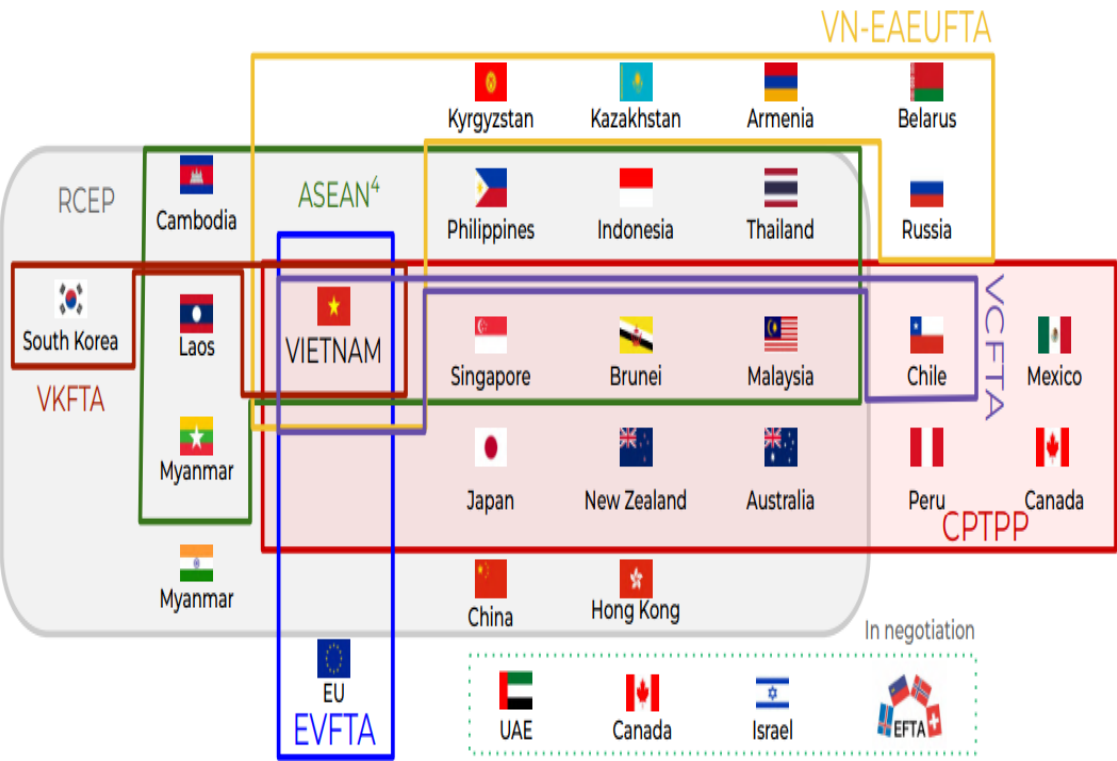 VN-EAEUFTA
Kyrgyzstan
Kazakhstan
Armenia
Belarus
RCEP
Cambodia
ASEAN4
Philippines
Indonesia
Thailand
Russia
South Korea
Laos
VIETNAM
Singapore
Brunei
Malaysia
Chile
VCFTA
Mexico
VKFTA
Myanmar
Japan
New Zealand
Australia
Peru
Canada
CPTPP
Myanmar
China
Hong Kong
In negotiation
EU
EVFTA
UAE
Canada
Israel
EFTA